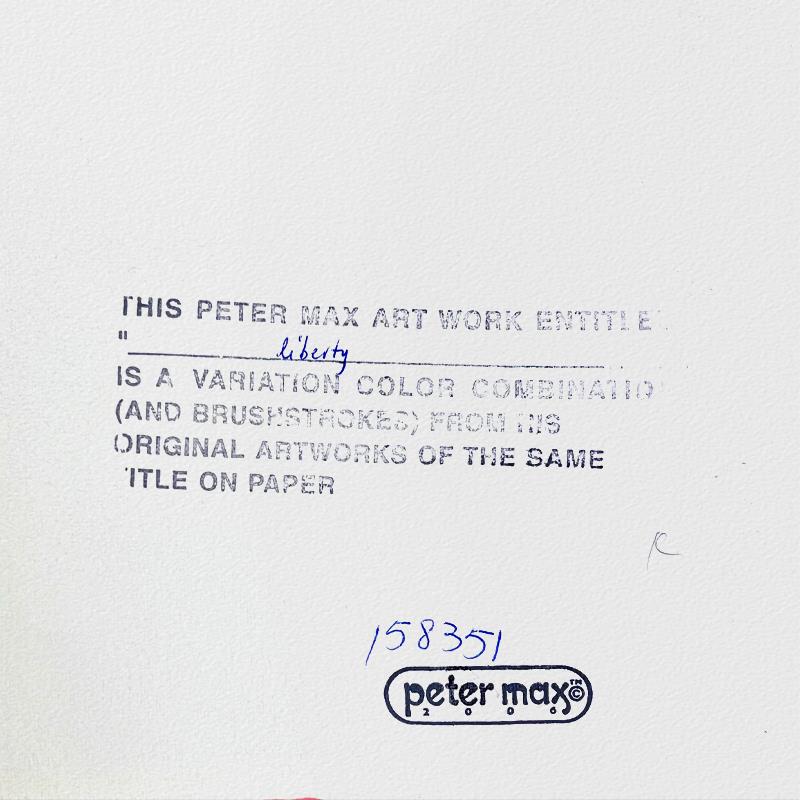 THIS PETER MAX ART WORK ENTITLE
" liberty
IS A VARIATION COLOR COMBINATIO
(AND BRUSHSTROKES) FROM HIS
ORIGINAL ARTWORKS OF THE SAME
TITLE ON PAPER
158351
peter max™©
2006